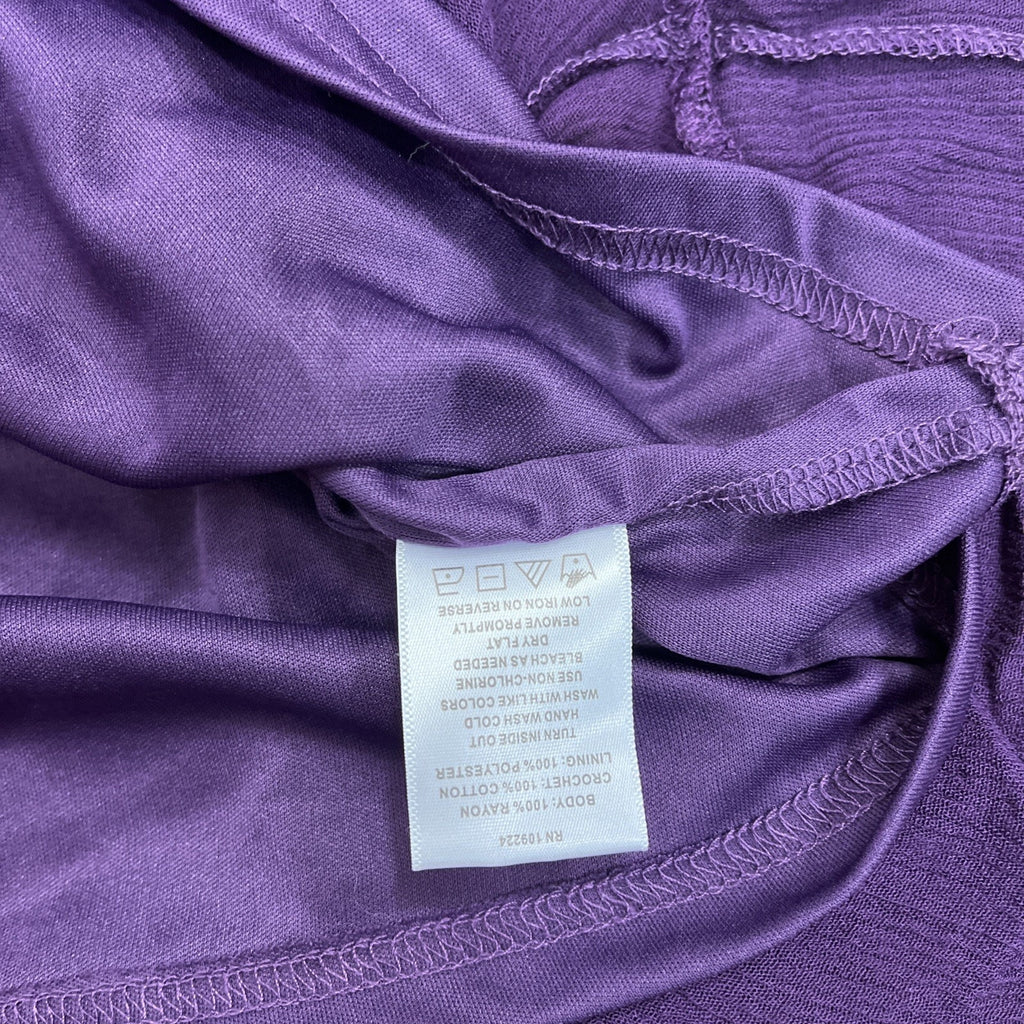 RN 109224
BODY: 100% RAYON
CROCHET: 100% COTTON
LINING: 100% POLYESTER
TURN INSIDE OUT
HAND WASH COLD
WASH WITH LIKE COLORS
USE NON-CHLORINE
BLEACH AS NEEDED
DRY FLAT
REMOVE PROMPTLY
LOW IRON ON REVERSE